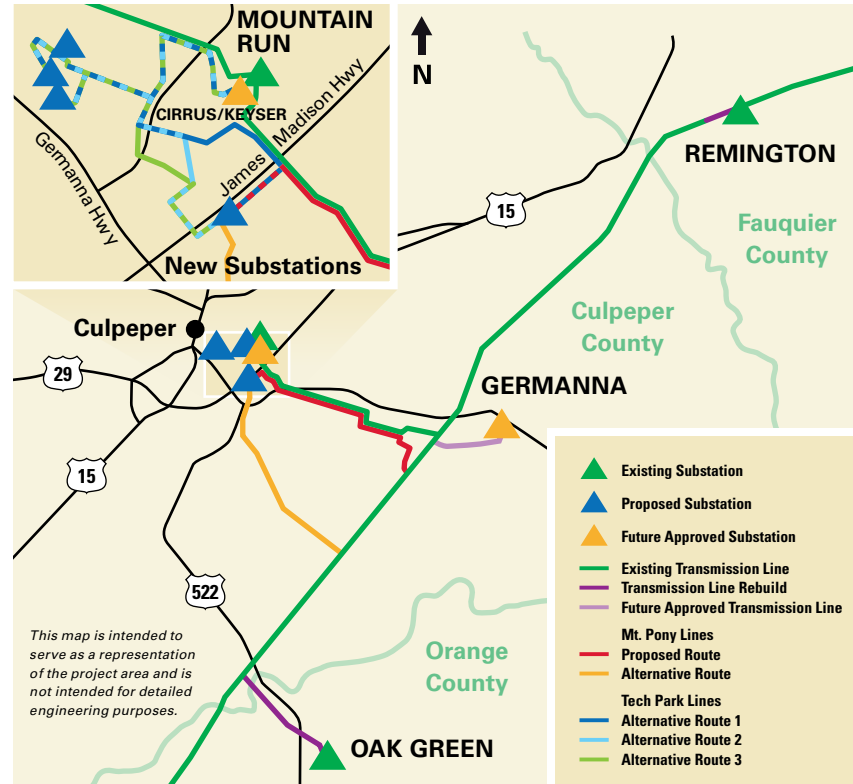 MOUNTAIN
RUN
CIRRUS/KEYSER
Germanna Hwy
James Madison Hwy
New Substations
N
REMINGTON
15
Fauquier
County
Culpeper
County
Culpeper
29
GERMANNA
15
522
This map is intended to
serve as a representation
of the project area and is
not intended for detailed
engineering purposes.
Orange
County
OAK GREEN
Existing Substation
Proposed Substation
Future Approved Substation
Existing Transmission Line
Transmission Line Rebuild
Future Approved Transmission Line
Mt. Pony Lines
Proposed Route
Alternative Route
Tech Park Lines
Alternative Route 1
Alternative Route 2
Alternative Route 3